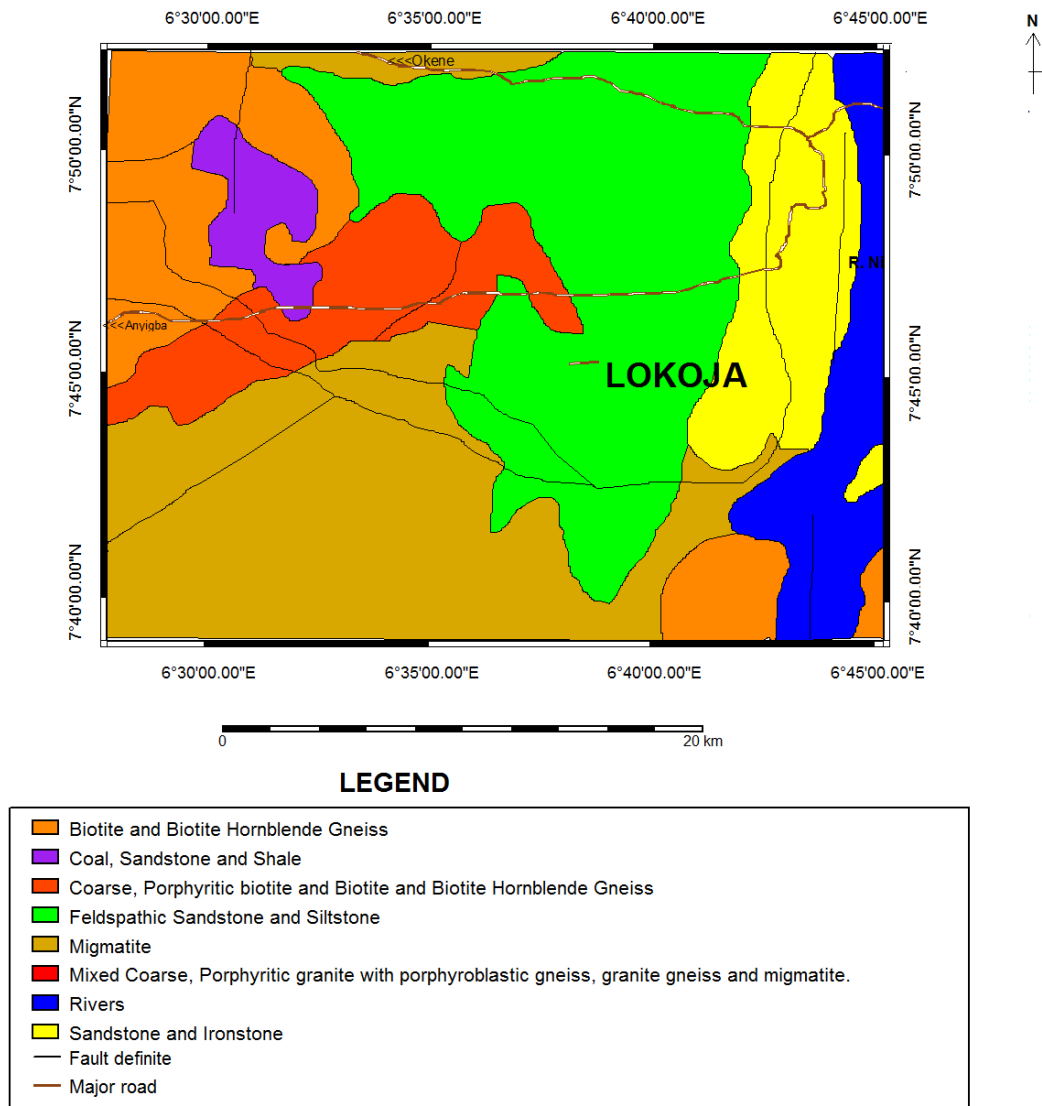 6°30'00.00"E 6°35'00.00"E 6°40'00.00"E 6°45'00.00"E
N
<<<Okene
7°50'00.00"N
7°50'00.00"N
R. Ni
<<Anyigba
7°45'00.00"N
LOKOJA
7°45'00.00"N
7°40'00.00"N
7°40'00.00"N
6°30'00.00"E 6°35'00.00"E 6°40'00.00"E 6°45'00.00"E
0 20 km
LEGEND
Biotite and Biotite Hornblende Gneiss
Coal, Sandstone and Shale
Coarse, Porphyritic biotite and Biotite and Biotite Hornblende Gneiss
Feldspathic Sandstone and Siltstone
Migmatite
Mixed Coarse, Porphyritic granite with porphyroblastic gneiss, granite gneiss and migmatite.
Rivers
Sandstone and Ironstone
Fault definite
Major road